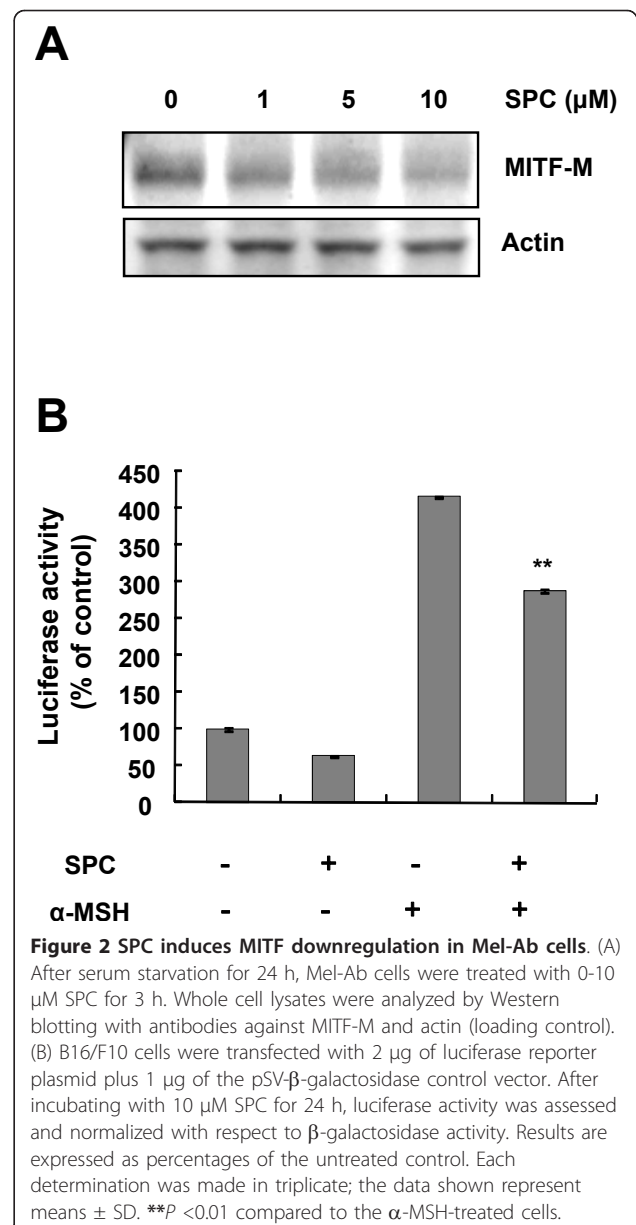 A
0 1 5 10 SPC (µM)
MITF-M
Actin
B
450
400
350
300
250
200
150
100
50
0
Luciferase activity
(% of control)
**
SPC - + - +
α-MSH - - + +
Figure 2 SPC induces MITF downregulation in Mel-Ab cells. (A)
After serum starvation for 24 h, Mel-Ab cells were treated with 0-10
µM SPC for 3 h. Whole cell lysates were analyzed by Western
blotting with antibodies against MITF-M and actin (loading control).
(B) B16/F10 cells were transfected with 2 µg of luciferase reporter
plasmid plus 1 µg of the pSV-β-galactosidase control vector. After
incubating with 10 µM SPC for 24 h, luciferase activity was assessed
and normalized with respect to β-galactosidase activity. Results are
expressed as percentages of the untreated control. Each
determination was made in triplicate; the data shown represent
means ± SD. **P <0.01 compared to the α-MSH-treated cells.